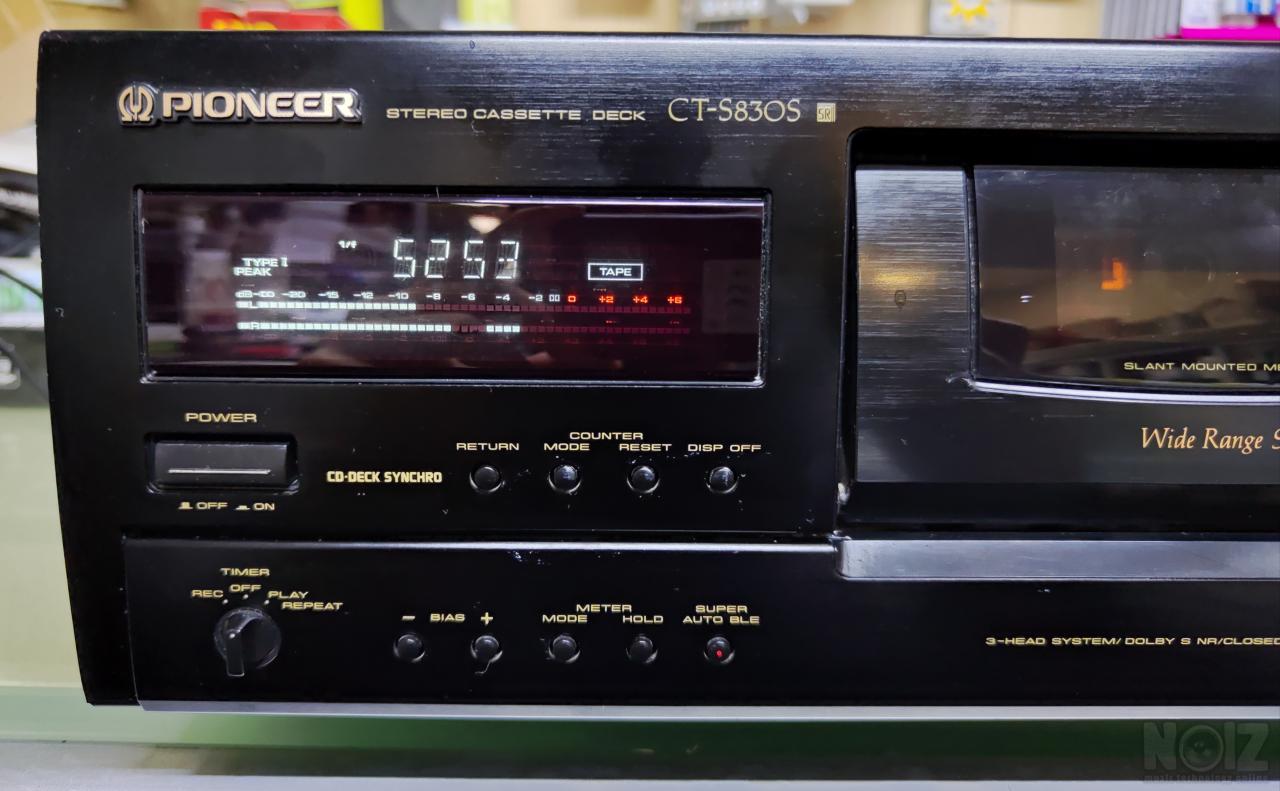 PIONEER STEREO CASSETTE DECK CT-S830S SR
TYPE I
PEAK
5253
TAPE
dB-∞ -20 -15 -12 -10 -8 -6 -4 -2 0 +2 +4 +6
L
R
SLANT MOUNTED
Wide Range
POWER
OFF ON
CD·DECK SYNCHRO
COUNTER
RETURN MODE RESET DISP OFF
TIMER
REC OFF PLAY
REPEAT
- BIAS +
METER
MODE HOLD
SUPER
AUTO BLE
3-HEAD SYSTEM/DOLBY S NR/CLOSED
NOIZ
music technology online